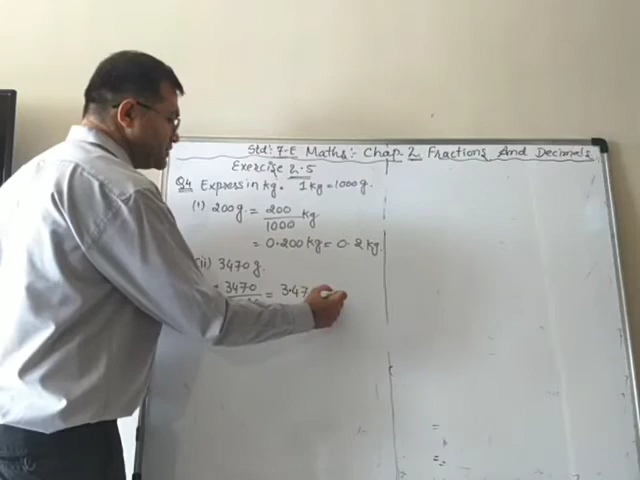 Std: 7-E Maths:- Chap. 2 Fractions And Decimals.
Exercise 2.5
Q4 Express in kg. 1 kg = 1000 g.
(i) 200 g = 200/1000 kg
= 0.200 kg = 0.2 kg.
(ii) 3470 g.
3470 = 3.47